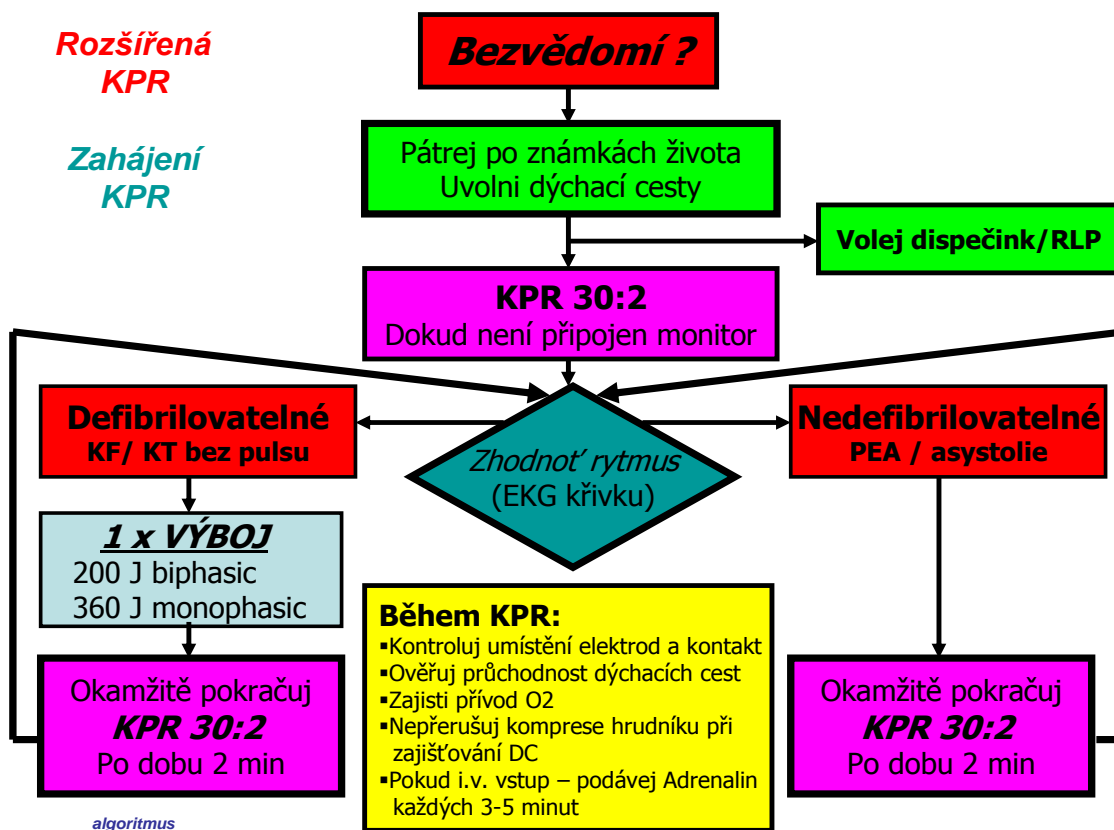 Rozšířená
KPR
Zahájení
KPR
Bezvědomí ?
Pátrej po známkách života
Uvolni dýchací cesty
Volej dispečink/RLP
KPR 30:2
Dokud není připojen monitor
Zhodnoť rytmus
(EKG křivku)
Defibrilovatelné
KF/ KT bez pulsu
1 x VÝBOJ
200 J biphasic
360 J monophasic
Okamžitě pokračuj
KPR 30:2
Po dobu 2 min
Během KPR:
▪Kontroluj umístění elektrod a kontakt
▪Ověřuj průchodnost dýchacích cest
▪Zajisti přívod O2
▪Nepřerušuj komprese hrudníku při
zajišťování DC
▪Pokud i.v. vstup – podávej Adrenalin
každých 3-5 minut
Nedefibrilovatelné
PEA / asystolie
Okamžitě pokračuj
KPR 30:2
Po dobu 2 min
algoritmus